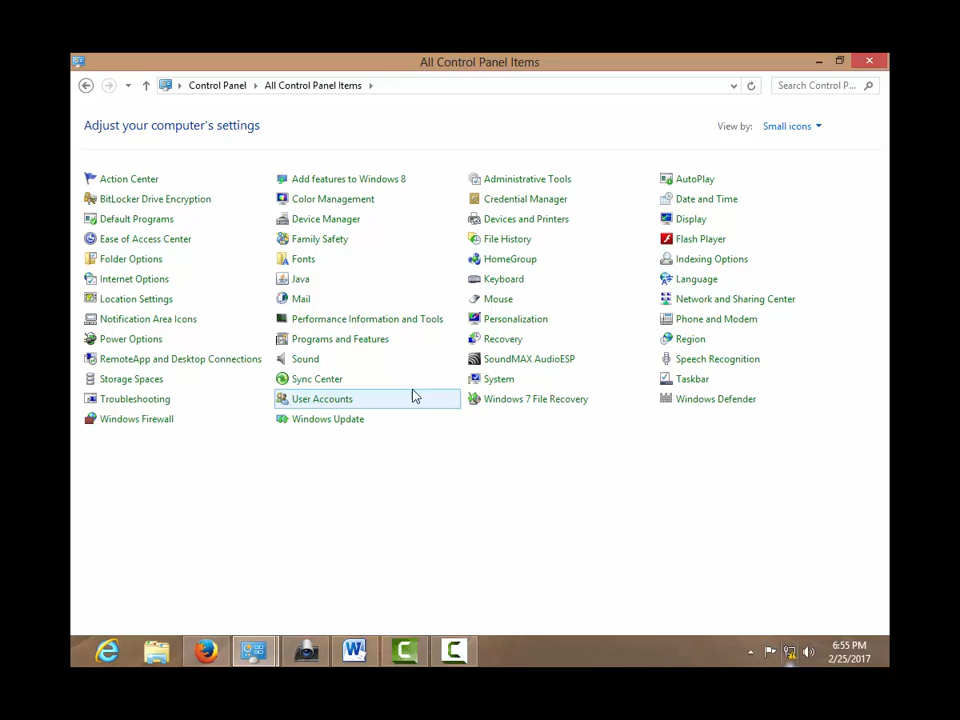 All Control Panel Items
Control Panel All Control Panel Items Search Control P...
Adjust your computer's settings View by: Small icons
Action Center Add features to Windows 8 Administrative Tools AutoPlay
BitLocker Drive Encryption Color Management Credential Manager Date and Time
Default Programs Device Manager Devices and Printers Display
Ease of Access Center Family Safety File History Flash Player
Folder Options Fonts HomeGroup Indexing Options
Internet Options Java Keyboard Language
Location Settings Mail Mouse Network and Sharing Center
Notification Area Icons Performance Information and Tools Personalization Phone and Modem
Power Options Programs and Features Recovery Region
RemoteApp and Desktop Connections Sound SoundMAX AudioESP Speech Recognition
Storage Spaces Sync Center System Taskbar
Troubleshooting User Accounts Windows 7 File Recovery Windows Defender
Windows Firewall Windows Update
6:55 PM
2/25/2017